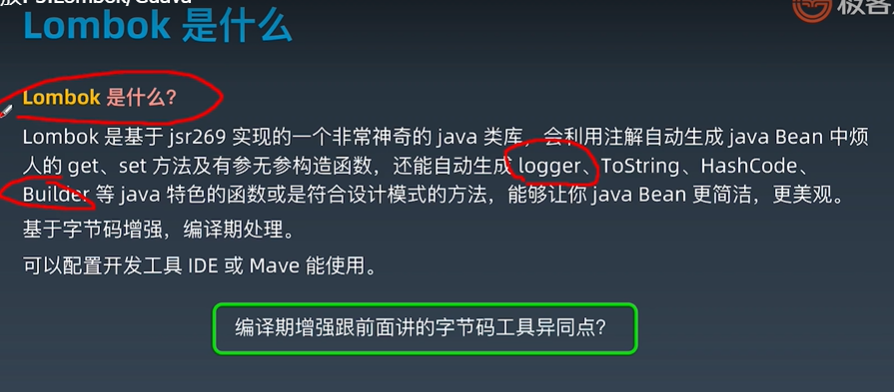 Lombok 是什么
Lombok 是什么?
Lombok 是基于 jsr269 实现的一个非常神奇的 java 类库，会利用注解自动生成 java Bean 中烦
人的 get、set 方法及有参无参构造函数，还能自动生成 logger、ToString、HashCode、
Builder 等 java 特色的函数或是符合设计模式的方法，能够让你 java Bean 更简洁，更美观。
基于字节码增强，编译期处理。
可以配置开发工具 IDE 或 Mave 能使用。
编译期增强跟前面讲的字节码工具异同点?